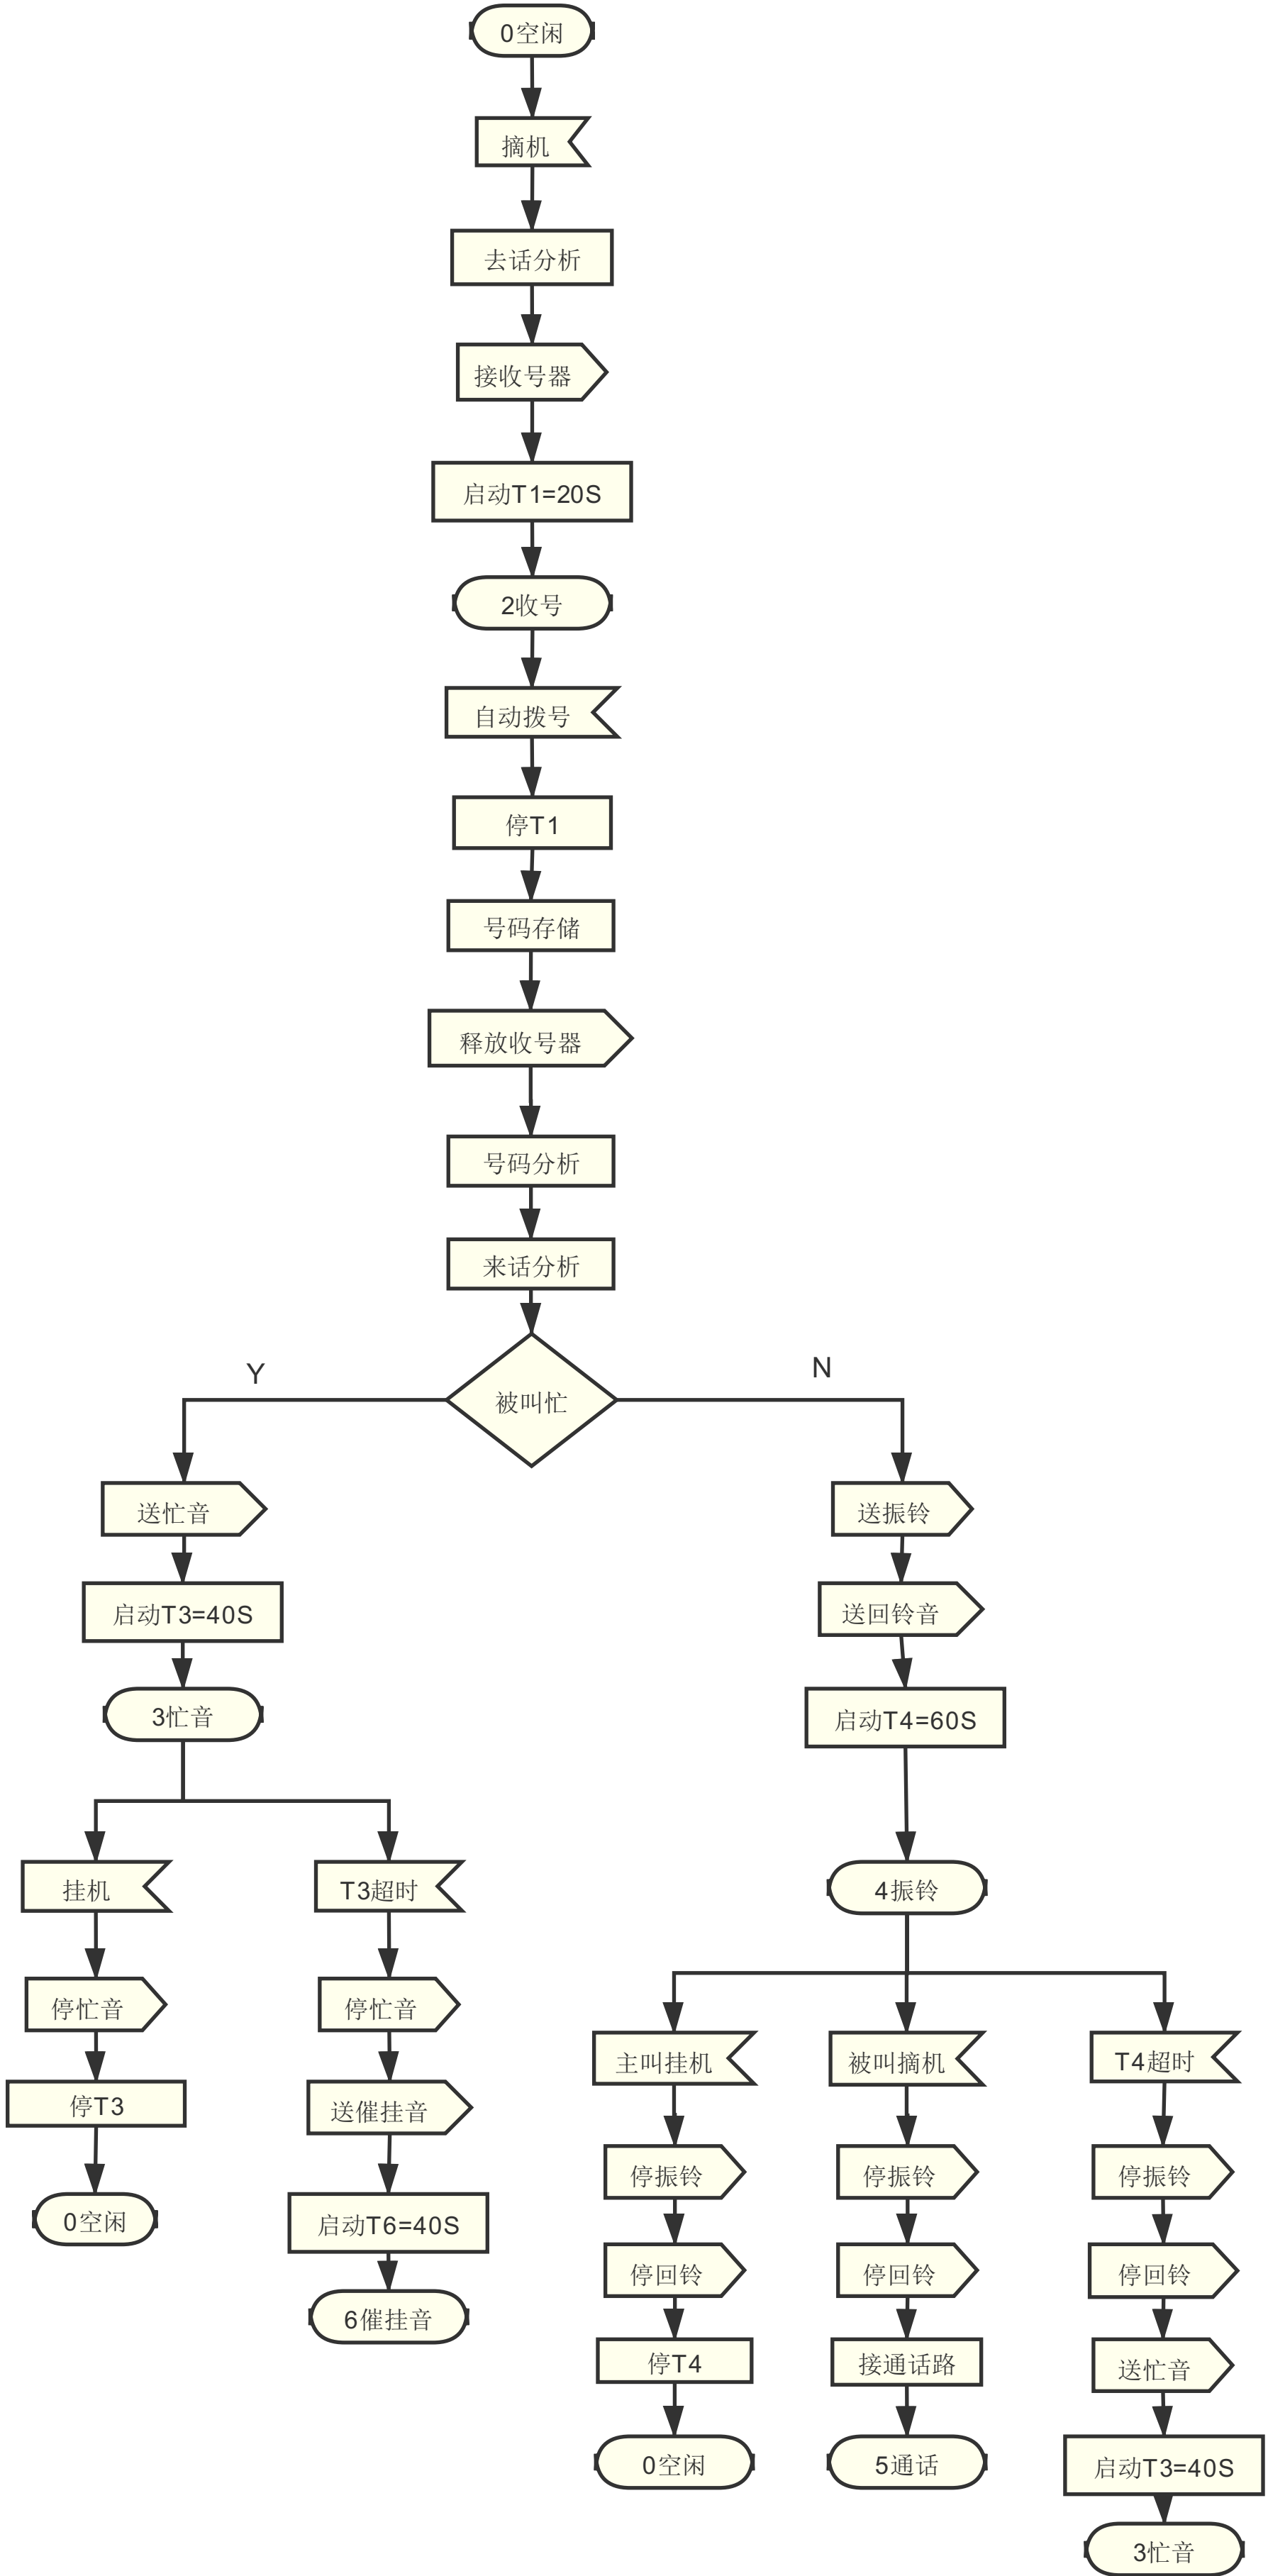 0空闲
摘机
去话分析
接收号器
启动T1=20S
2收号
自动拨号
停T1
号码存储
释放收号器
号码分析
来话分析
被叫忙
Y
N
送忙音
启动T3=40S
3忙音
挂机
停忙音
停T3
0空闲
T3超时
停忙音
送催挂音
启动T6=40S
6催挂音
送振铃
送回铃音
启动T4=60S
4振铃
主叫挂机
停振铃
停回铃
停T4
0空闲
被叫摘机
停振铃
停回铃
接通话路
5通话
T4超时
停振铃
停回铃
送忙音
启动T3=40S
3忙音